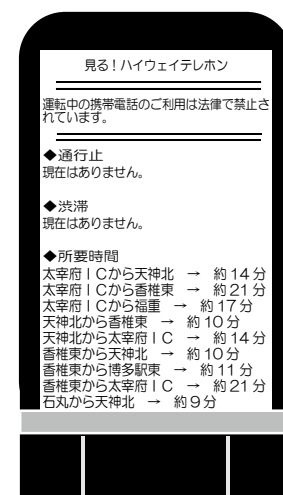 見る！ハイウェイテレホン
運転中の携帯電話のご利用は法律で禁止さ
れています。
◆通行止
現在はありません。
◆渋滞
現在はありません。
◆所要時間
太宰府ＩＣから天神北　→　約14分
太宰府ＩＣから香椎東　→　約21分
太宰府ＩＣから福重　→　約17分
天神北から香椎東　→　約10分
天神北から太宰府ＩＣ　→　約14分
香椎東から天神北　→　約10分
香椎東から博多駅東　→　約11分
香椎東から太宰府ＩＣ　→　約21分
石丸から天神北　→　約9分